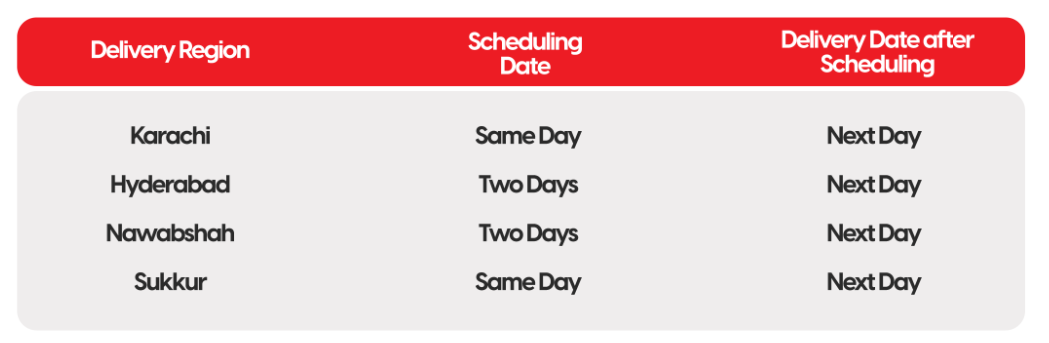 Delivery Region Scheduling Date Delivery Date after Scheduling
Karachi Same Day Next Day
Hyderabad Two Days Next Day
Nawabshah Two Days Next Day
Sukkur Same Day Next Day